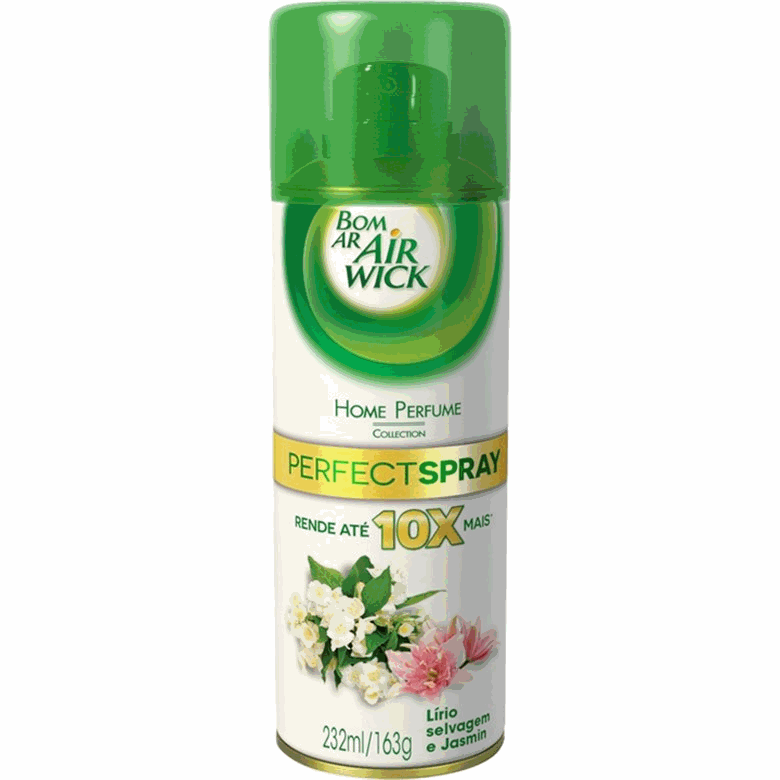 BOM
AR AIR
WICK
HOME PERFUME
COLLECTION
PERFECTSPRAY
RENDE ATÉ 10X MAIS*
Lírio
selvagem
e Jasmin
232ml/163g